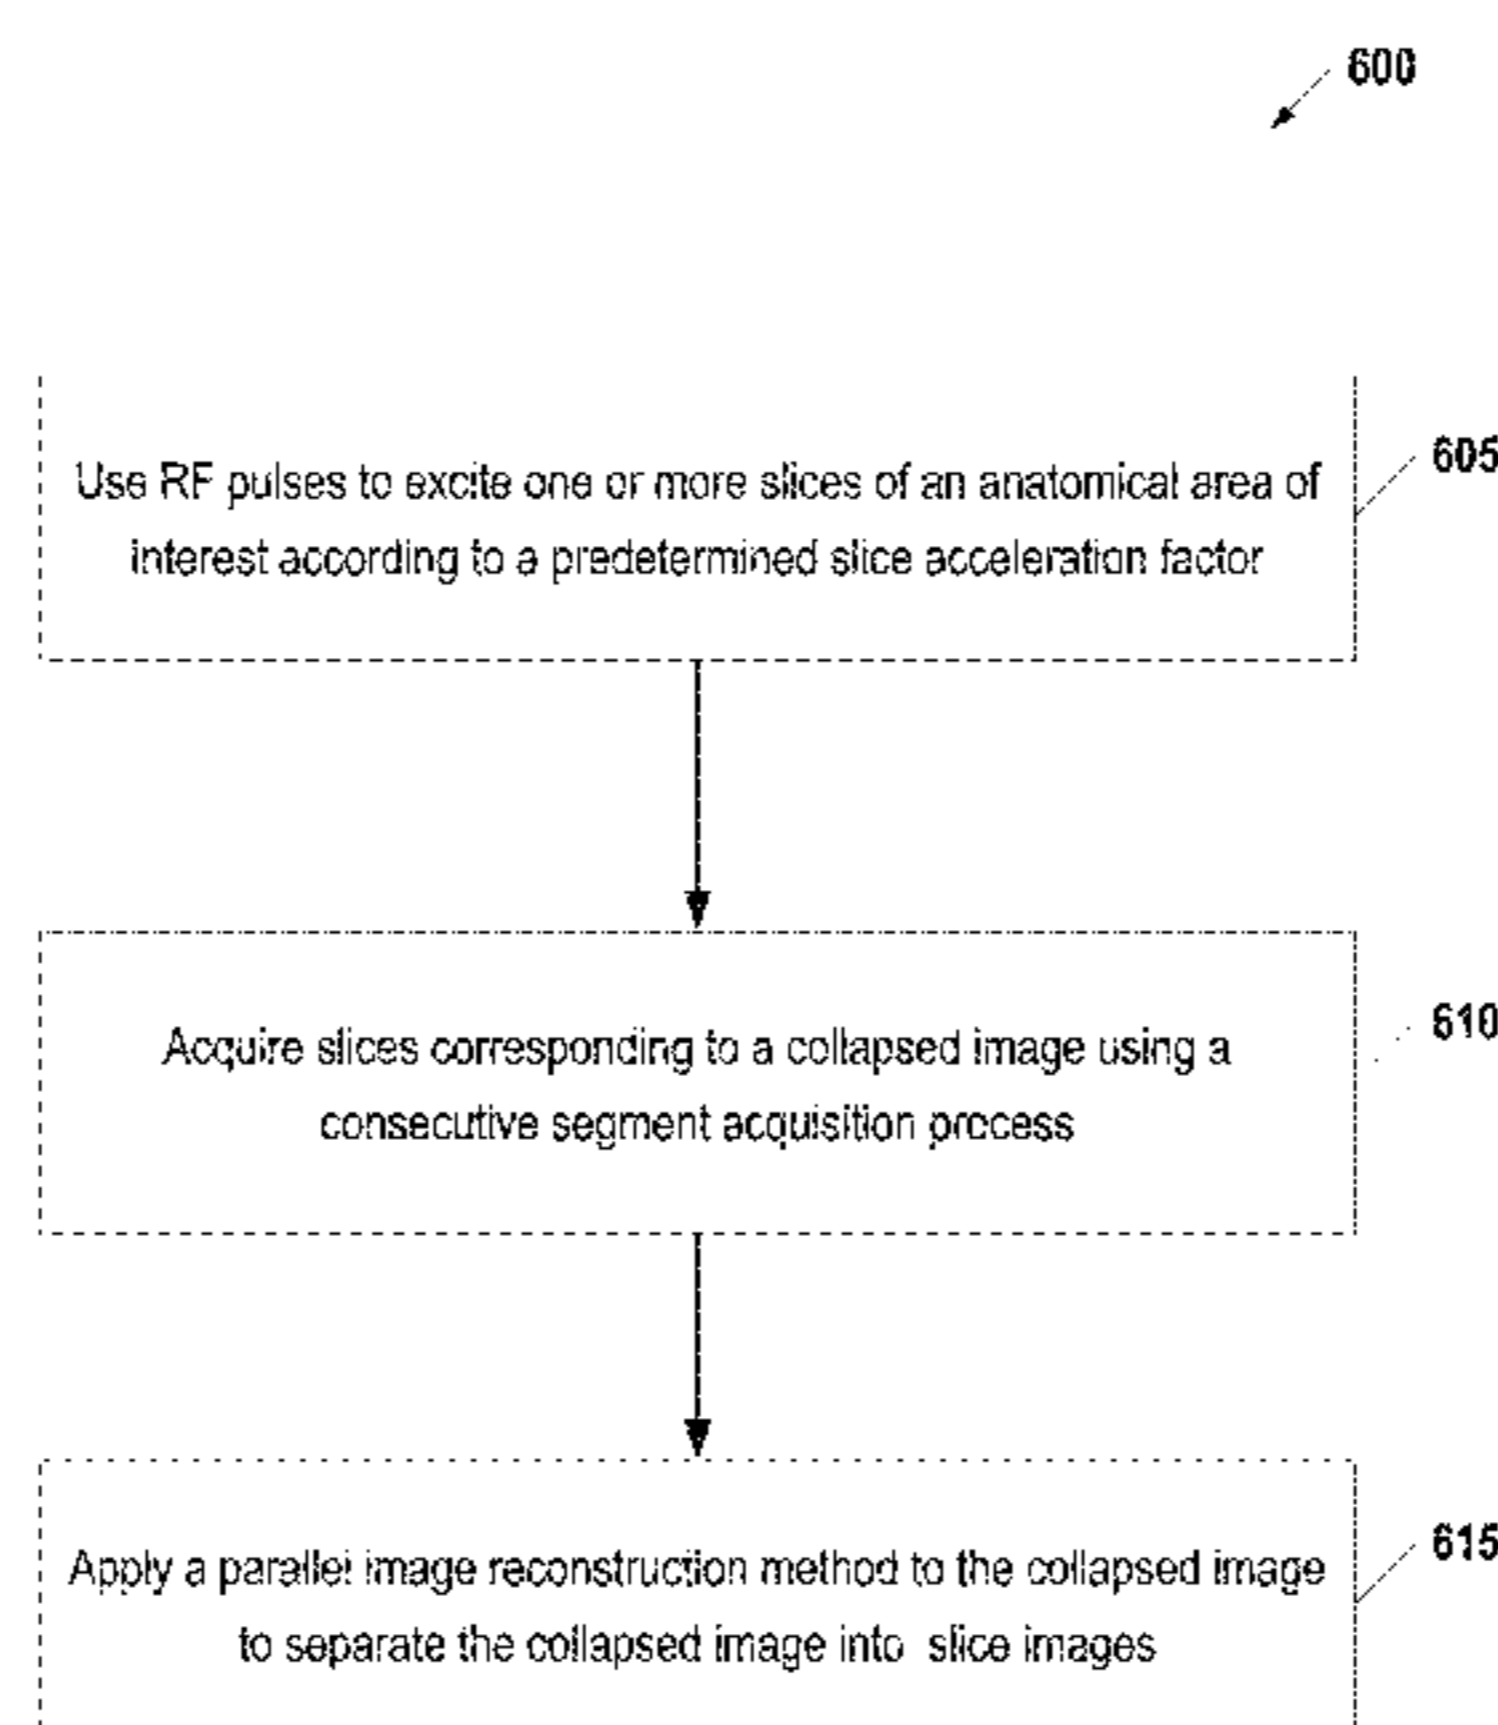 600
Use RF pulses to excite one or more slices of an anatomical area of
605
interest according to a predetermined slice acceleration factor
Acquire slices corresponding to a collapsed image using a
610
consecutive segment acquisition process
Apply a parallel image reconstruction method to the collapsed image
615
to separate the collapsed image into slice images